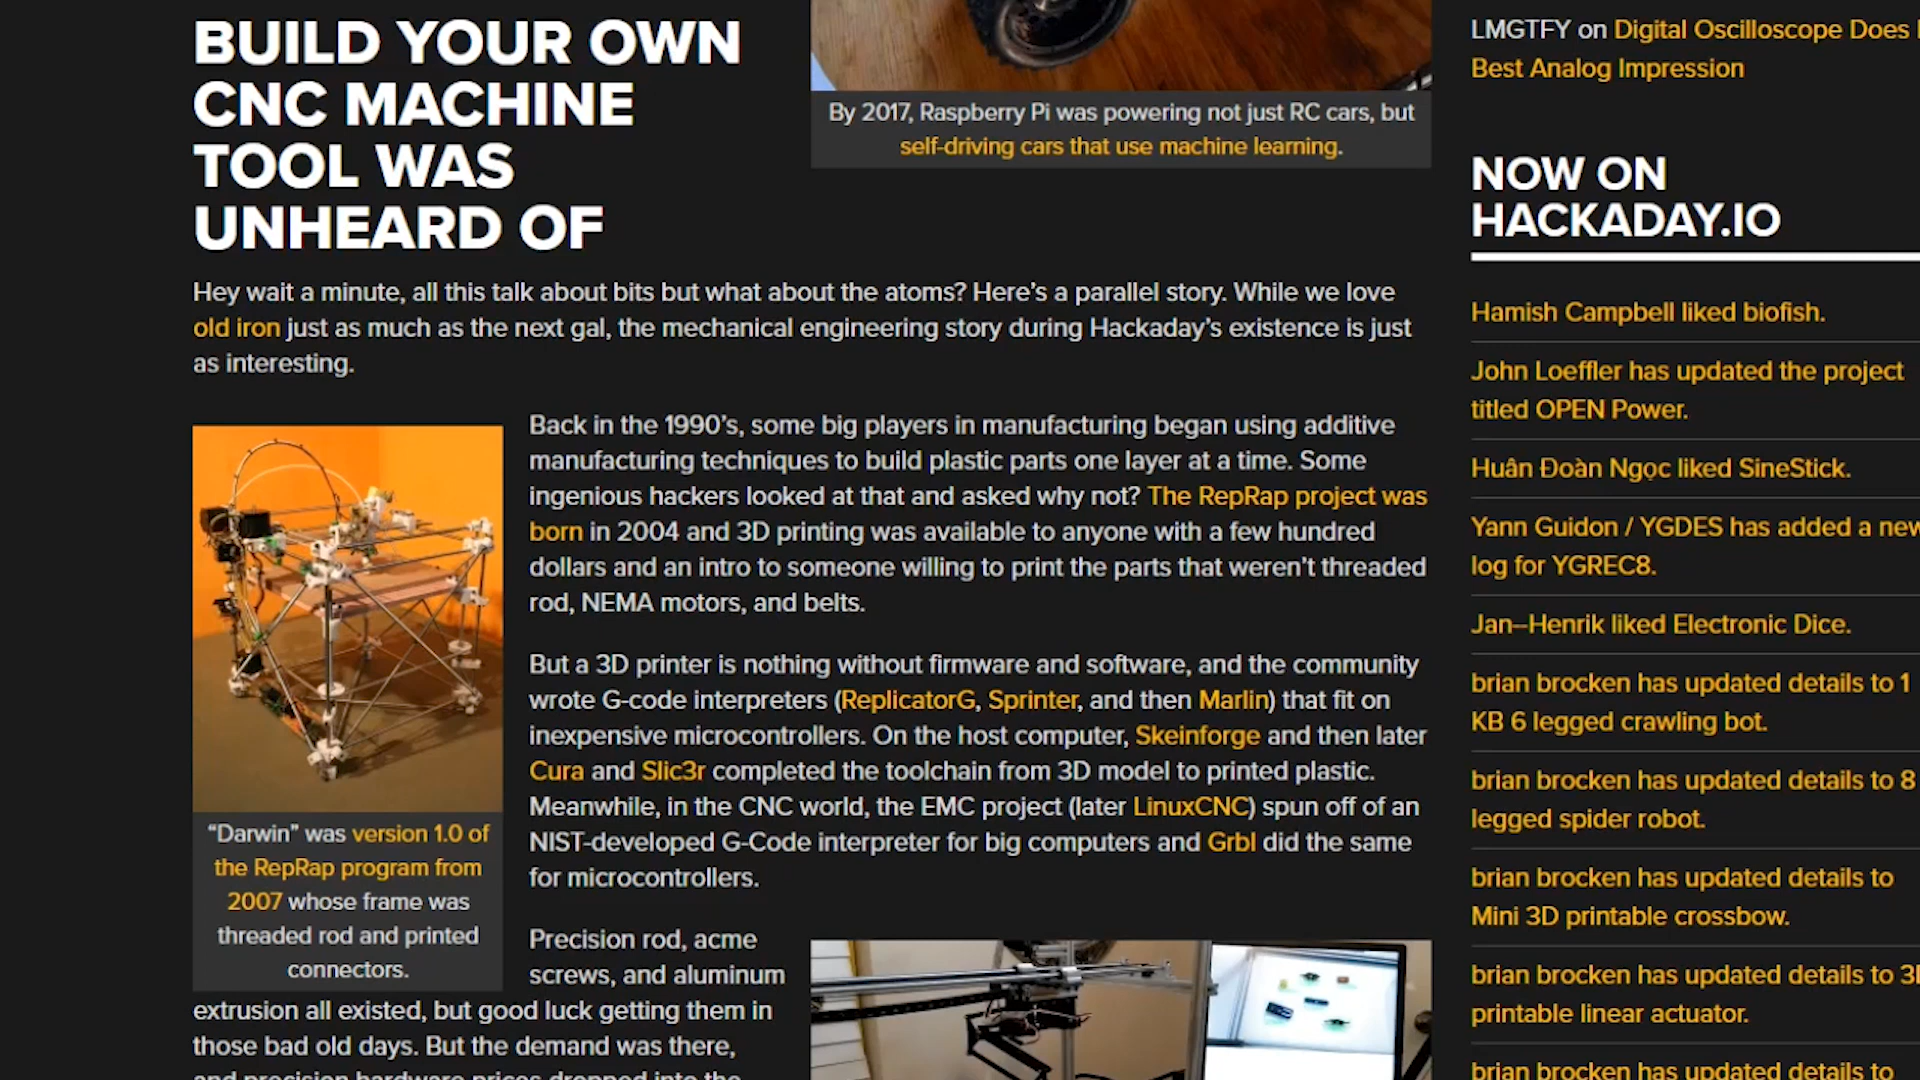 BUILD YOUR OWN
CNC MACHINE
TOOL WAS
UNHEARD OF
By 2017, Raspberry Pi was powering not just RC cars, but
self-driving cars that use machine learning.
Hey wait a minute, all this talk about bits but what about the atoms? Here's a parallel story. While we love
old iron just as much as the next gal, the mechanical engineering story during Hackaday's existence is just
as interesting.
Back in the 1990's, some big players in manufacturing began using additive
manufacturing techniques to build plastic parts one layer at a time. Some
ingenious hackers looked at that and asked why not? The RepRap project was
born in 2004 and 3D printing was available to anyone with a few hundred
dollars and an intro to someone willing to print the parts that weren't threaded
rod, NEMA motors, and belts.
But a 3D printer is nothing without firmware and software, and the community
wrote G-code interpreters (ReplicatorG, Sprinter, and then Marlin) that fit on
inexpensive microcontrollers. On the host computer, Skeinforge and then later
Cura and Slic3r completed the toolchain from 3D model to printed plastic.
Meanwhile, in the CNC world, the EMC project (later LinuxCNC) spun off of an
NIST-developed G-Code interpreter for big computers and Grbl did the same
for microcontrollers.
"Darwin" was version 1.0 of
the RepRap program from
2007 whose frame was
threaded rod and printed
connectors.
Precision rod, acme
screws, and aluminum
extrusion all existed, but good luck getting them in
those bad old days. But the demand was there,
and precision hardware prices dropped into the
LMGTFY on Digital Oscilloscope Does
Best Analog Impression
NOW ON
HACKADAY.IO
Hamish Campbell liked biofish.
John Loeffler has updated the project
titled OPEN Power.
Huân Đoàn Ngọc liked SineStick.
Yann Guidon / YGDES has added a new
log for YGREC8.
Jan–Henrik liked Electronic Dice.
brian brocken has updated details to 1
KB 6 legged crawling bot.
brian brocken has updated details to 8
legged spider robot.
brian brocken has updated details to
Mini 3D printable crossbow.
brian brocken has updated details to 3D
printable linear actuator.
brian brocken has updated details to